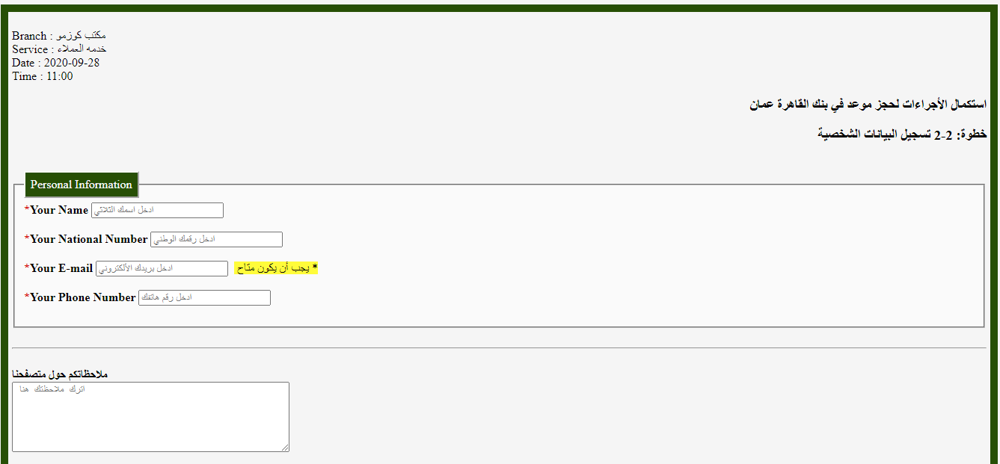 Branch : مكتب كوزمو
Service : خدمه العملاء
Date : 2020-09-28
Time : 11:00
استكمال الأجراءات لحجز موعد في بنك القاهرة عمان
خطوة: 2-2 تسجيل البيانات الشخصية
Personal Information
*Your Name ادخل اسمك الثلاثي
*Your National Number ادخل رقمك الوطني
*Your E-mail ادخل بريدك الألكتروني * يجب أن يكون متاح
*Your Phone Number ادخل رقم هاتفك
ملاحظاتكم حول متصفحنا
اترك ملاحظتك هنا